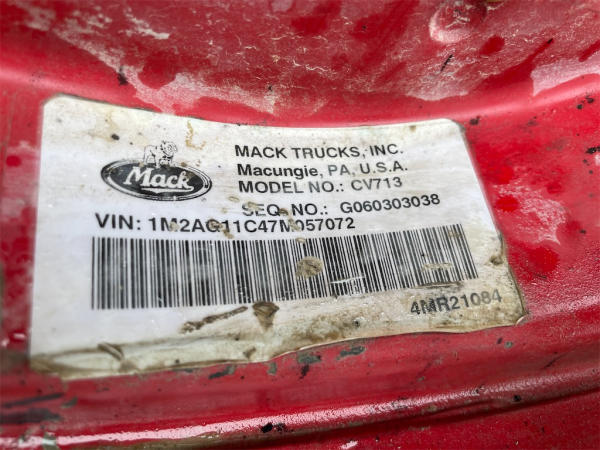 MACK TRUCKS, INC.
Macungie, PA, U.S.A.
Mack
MODEL NO.: CV713
SEQ. NO.: G060303038
VIN: 1M2AG11C47M057072
4MR21084